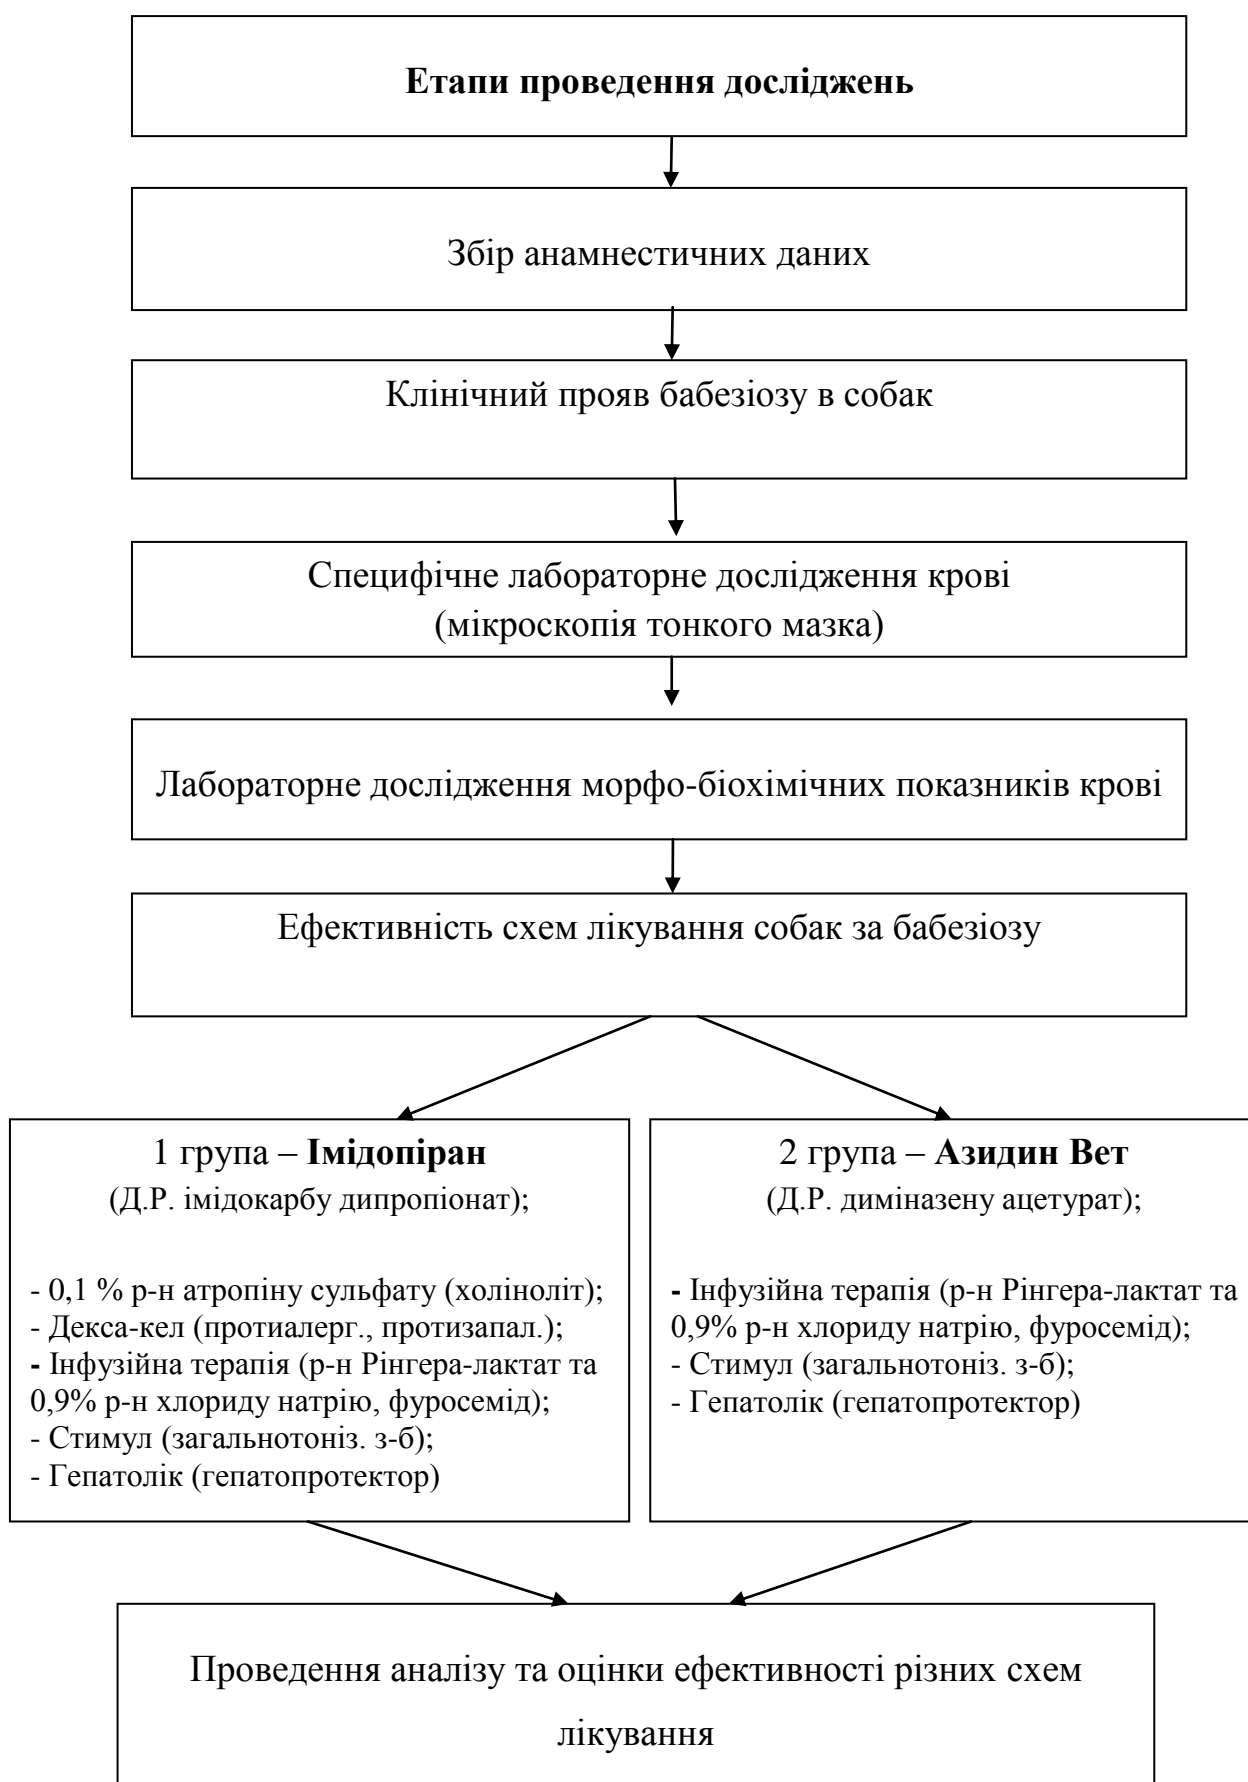 Етапи проведення досліджень
Збір анамнестичних даних
Клінічний прояв бабезіозу в собак
Специфічне лабораторне дослідження крові
(мікроскопія тонкого мазка)
Лабораторне дослідження морфо-біохімічних показників крові
Ефективність схем лікування собак за бабезіозу
1 група – Імідопіран
(Д.Р. імідокарбу дипропіонат);
- 0,1 % р-н атропіну сульфату (холіноліт);
- Декса-кел (протиалерг., протизапал.);
- Інфузійна терапія (р-н Рінгера-лактат та
0,9% р-н хлориду натрію, фуросемід);
- Стимул (загальнотоніз. з-б);
- Гепатолік (гепатопротектор)
2 група – Азидин Вет
(Д.Р. диміназену ацетурат);
- Інфузійна терапія (р-н Рінгера-лактат та
0,9% р-н хлориду натрію, фуросемід);
- Стимул (загальнотоніз. з-б);
- Гепатолік (гепатопротектор)
Проведення аналізу та оцінки ефективності різних схем
лікування